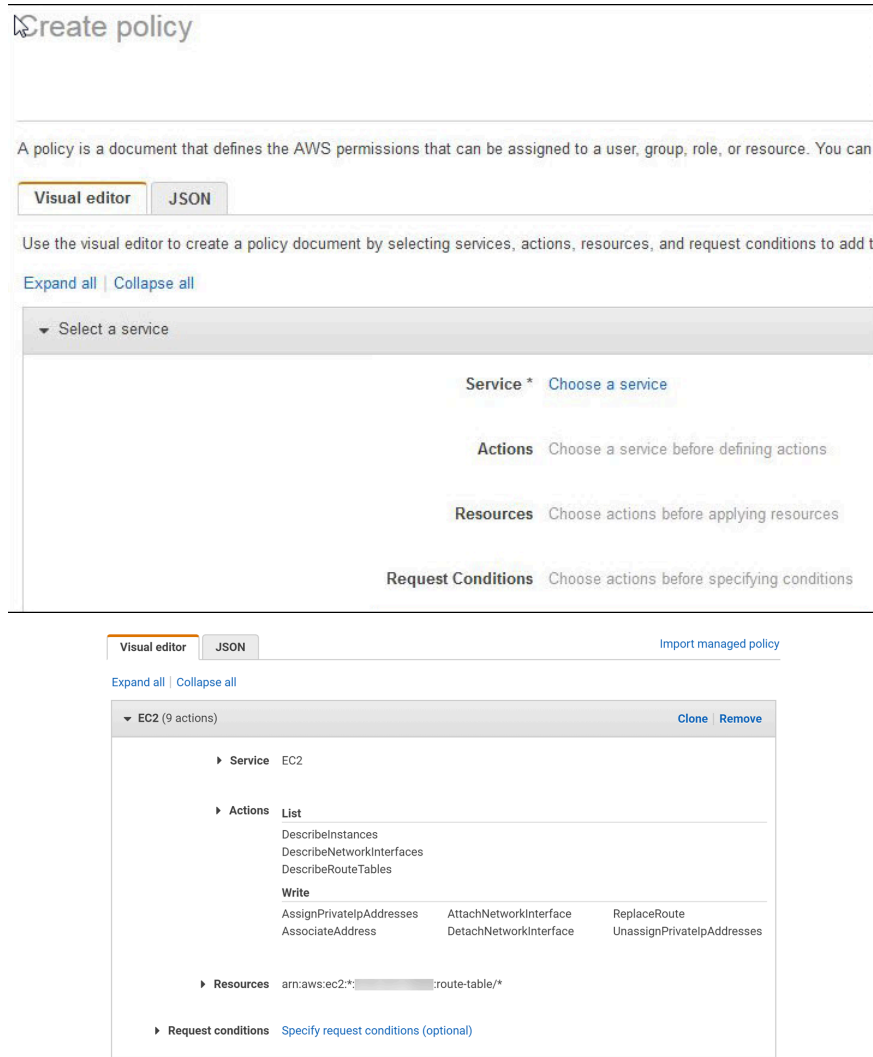 Create policy
A policy is a document that defines the AWS permissions that can be assigned to a user, group, role, or resource. You can
Visual editor JSON
Use the visual editor to create a policy document by selecting services, actions, resources, and request conditions to add t
Expand all | Collapse all
Select a service
Service * Choose a service
Actions Choose a service before defining actions
Resources Choose actions before applying resources
Request Conditions Choose actions before specifying conditions
Visual editor JSON Import managed policy
Expand all | Collapse all
EC2 (9 actions) Clone | Remove
Service EC2
Actions List
DescribeInstances
DescribeNetworkInterfaces
DescribeRouteTables
Write
AssignPrivateIpAddresses AttachNetworkInterface ReplaceRoute
AssociateAddress DetachNetworkInterface UnassignPrivateIpAddresses
Resources arn:aws:ec2:*: :route-table/*
Request conditions Specify request conditions (optional)